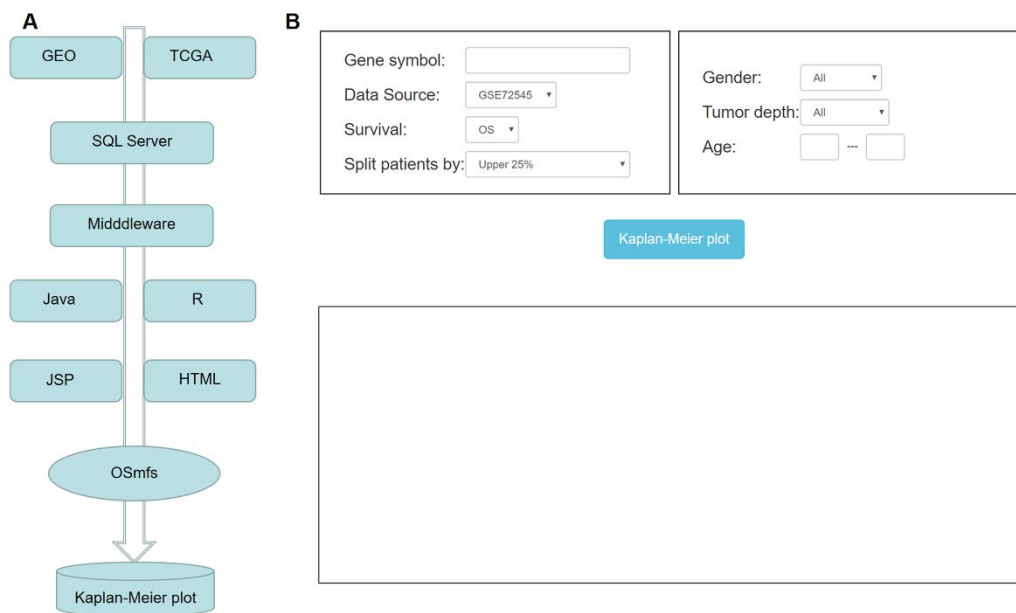 A
GEO
TCGA
SQL Server
Midddleware
Java
R
JSP
HTML
OSmfs
Kaplan-Meier plot
B
Gene symbol:
Data Source: GSE72545
Survival: OS
Split patients by: Upper 25%
Gender: All
Tumor depth: All
Age: ---
Kaplan-Meier plot